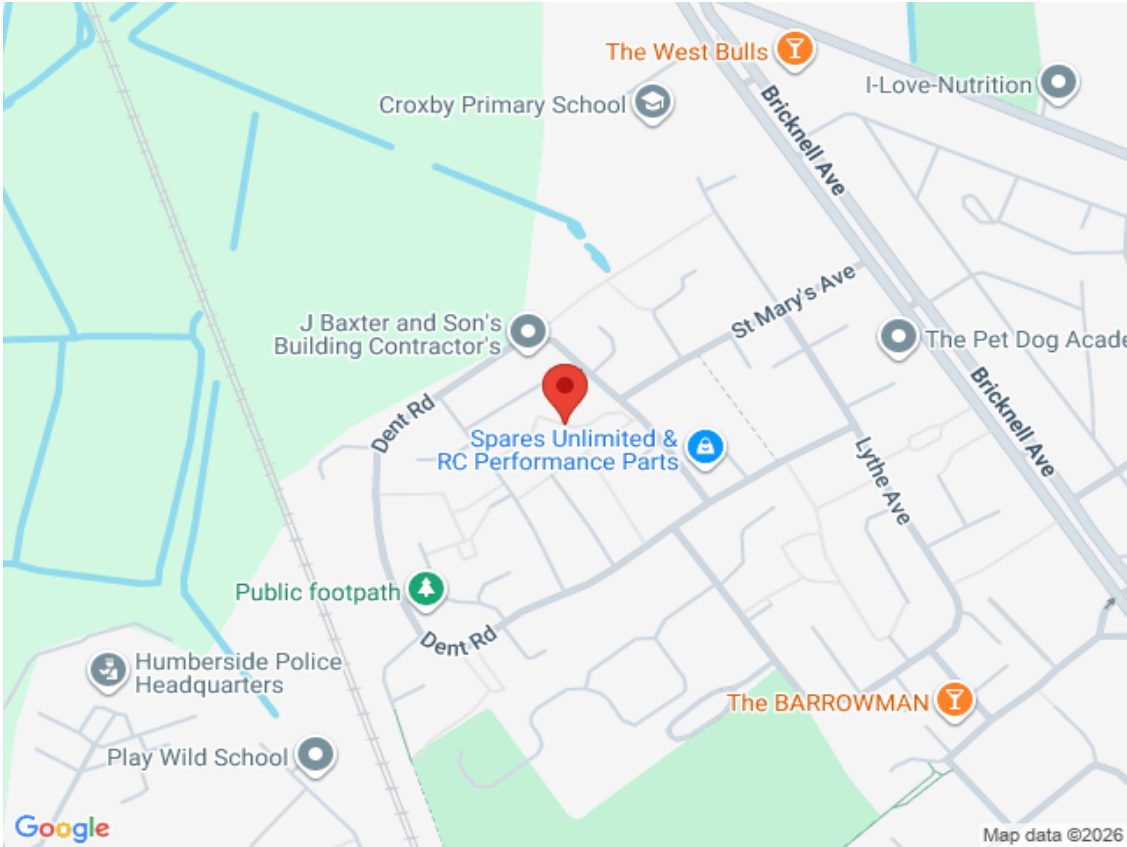 The West Bulls
I-Love-Nutrition
Croxby Primary School
Bricknell Ave
St Mary's Ave
J Baxter and Son's
Building Contractor's
The Pet Dog Acade
Dent Rd
Bricknell Ave
Spares Unlimited &
RC Performance Parts
Lythe Ave
Public footpath
Dent Rd
Humberside Police
Headquarters
The BARROWMAN
Play Wild School
Google
Map data ©2026